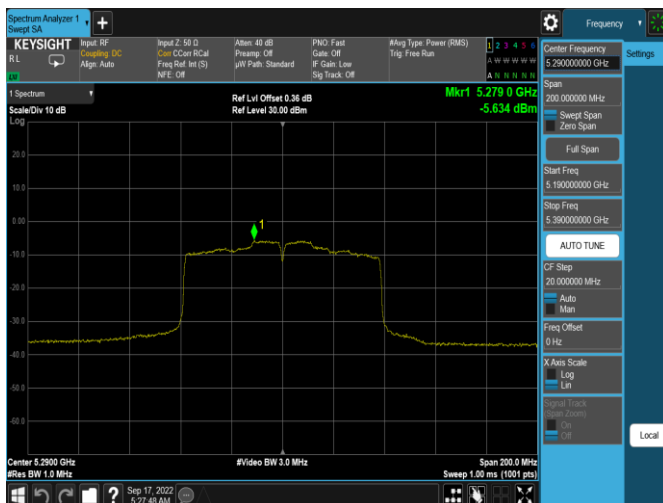 Spectrum Analyzer 1
Swept SA
+
Frequency
KEYSIGHT
Input: RF
Coupling: DC
Align: Auto
Input Z: 50 Ω
Corr CCorr RCal
Freq Ref: Int (S)
NFE: Off
Atten: 40 dB
Preamp: Off
µW Path: Standard
PNO: Fast
Gate: Off
IF Gain: Low
Sig Track: Off
#Avg Type: Power (RMS)
Trig: Free Run
1 2 3 4 5 6
A W W W W W
A N N N N N
R L
LU
1 Spectrum
Scale/Div 10 dB
Log
Ref Lvl Offset 0.36 dB
Ref Level 30.00 dBm
Mkr1 5.279 0 GHz
-5.634 dBm
20.0
10.0
0.00
1
-10.0
-20.0
-30.0
-40.0
-50.0
-60.0
Center 5.2900 GHz
#Res BW 1.0 MHz
#Video BW 3.0 MHz
Span 200.0 MHz
Sweep 1.00 ms (1001 pts)
Sep 17, 2022
5:27:48 AM
?
Center Frequency
5.290000000 GHz
Settings
Span
200.000000 MHz
Swept Span
Zero Span
Full Span
Start Freq
5.190000000 GHz
Stop Freq
5.390000000 GHz
AUTO TUNE
CF Step
20.000000 MHz
Auto
Man
Freq Offset
0 Hz
X Axis Scale
Log
Lin
Signal Track
(Span Zoom)
On
Off
Local